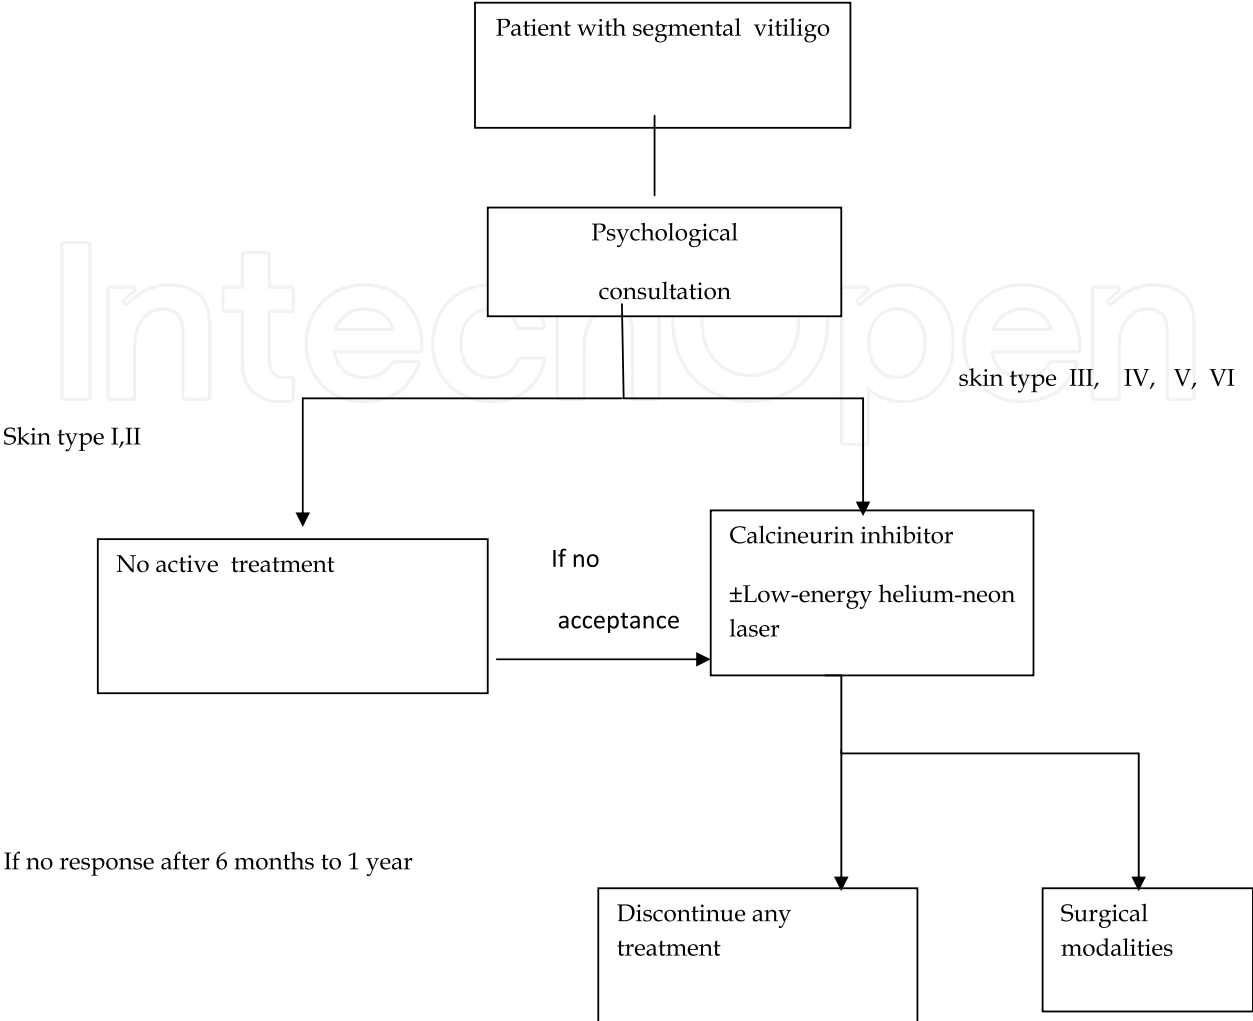 Patient with segmental vitiligo
Psychological
consultation
IntechOpen
skin type III, IV, V, VI
Skin type I,II
No active treatment
If no
acceptance
Calcineurin inhibitor
±Low-energy helium-neon
laser
If no response after 6 months to 1 year
Discontinue any
treatment
Surgical
modalities